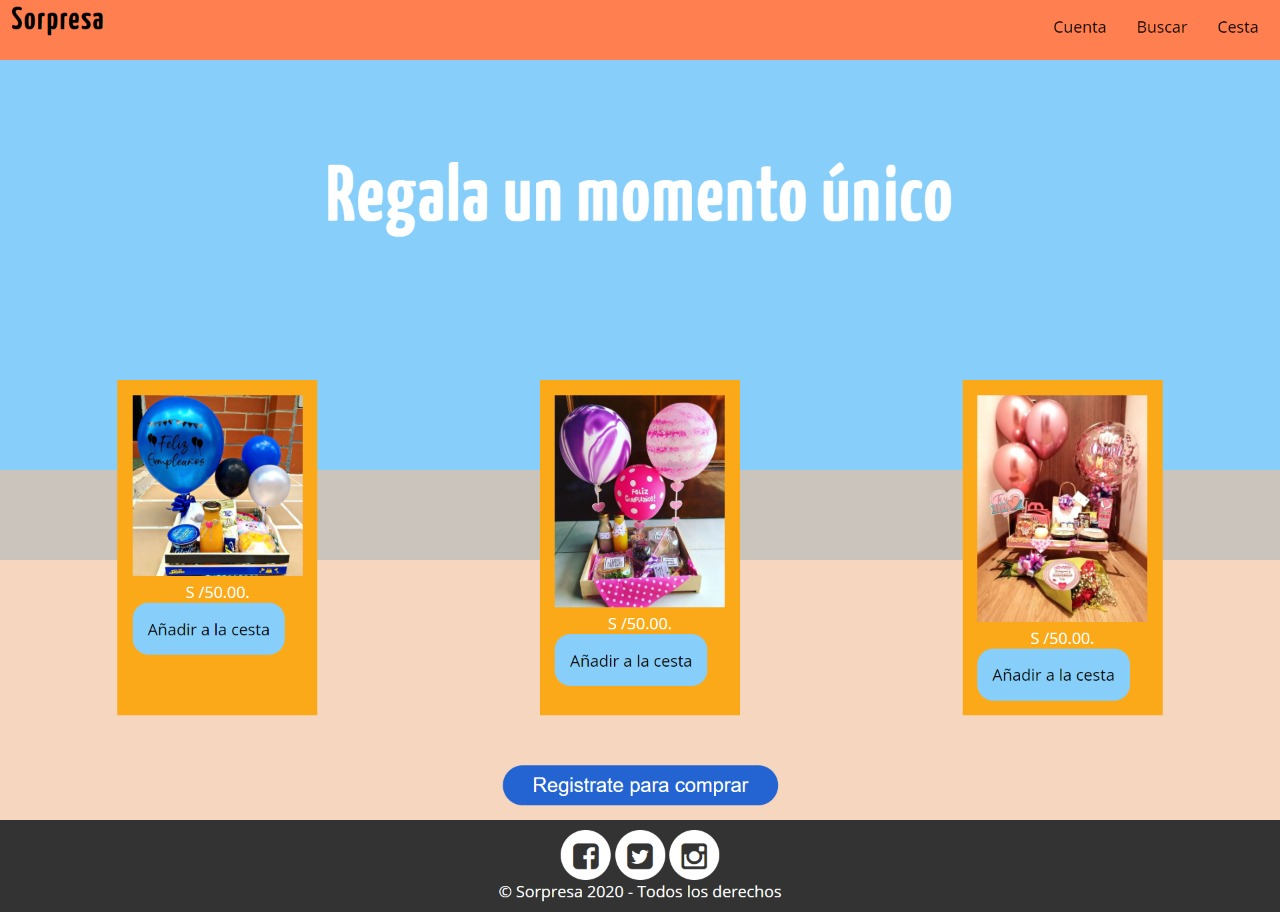 Sorpresa
Cuenta Buscar Cesta
Regala un momento único
Feliz
Cumpleaños
S /50.00.
Añadir a la cesta
FELIZ
CUMPLEAÑOS!
S /50.00.
Añadir a la cesta
S /50.00.
Añadir a la cesta
Registrate para comprar
© Sorpresa 2020 - Todos los derechos